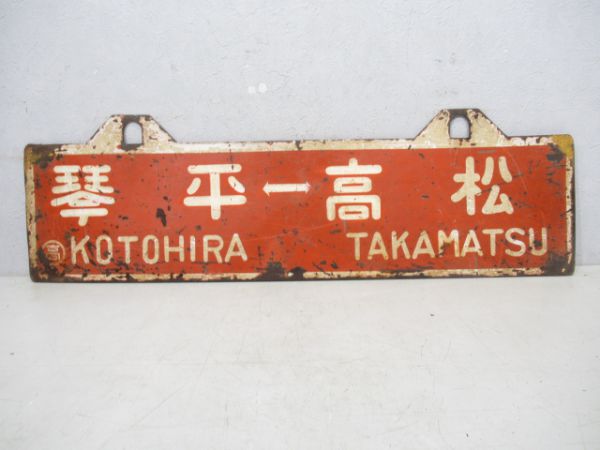 琴平↔高松
KOTOHIRA TAKAMATSU